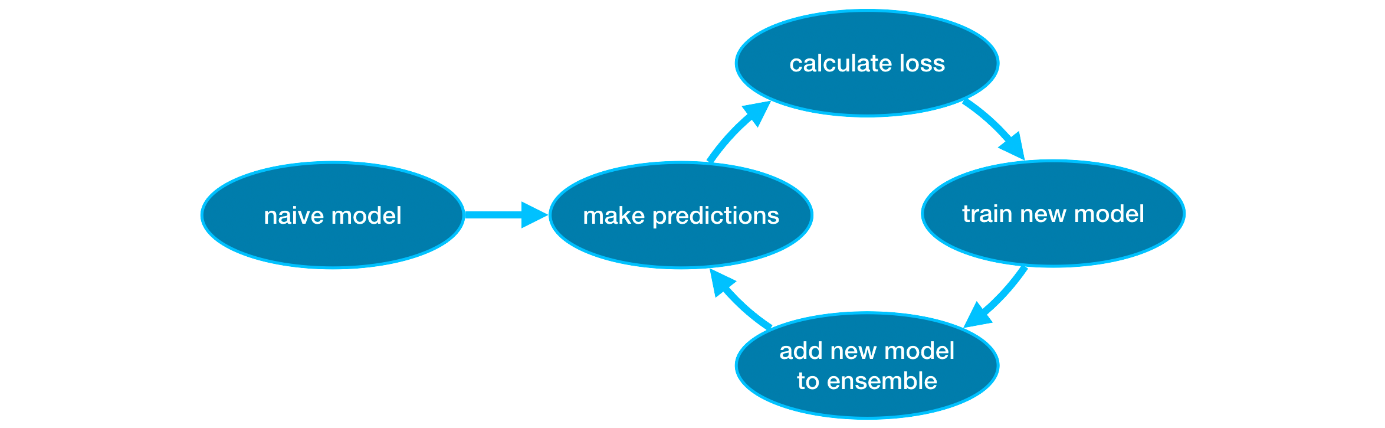 calculate loss
naive model
make predictions
train new model
add new model
to ensemble